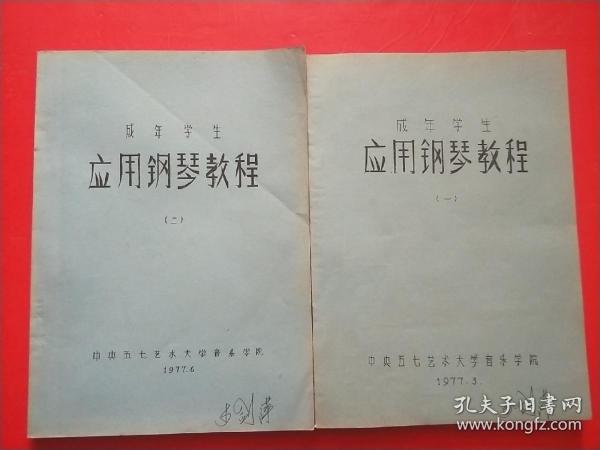 成年学生
应用钢琴教程
（二）
中央五七艺术大学音乐学院
1977.6
成年学生
应用钢琴教程
（一）
中央五七艺术大学音乐学院
1977.3.
孔夫子旧书网
www.kongfz.com